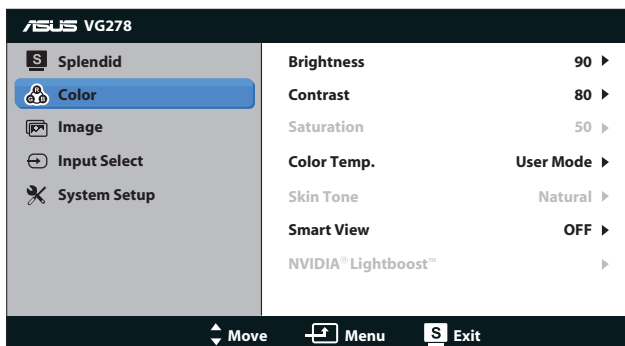 ASUS VG278
S Splendid
Color
Image
Input Select
System Setup
Brightness 90
Contrast 80
Saturation 50
Color Temp. User Mode
Skin Tone Natural
Smart View OFF
NVIDIA® Lightboost™
Move Menu S Exit